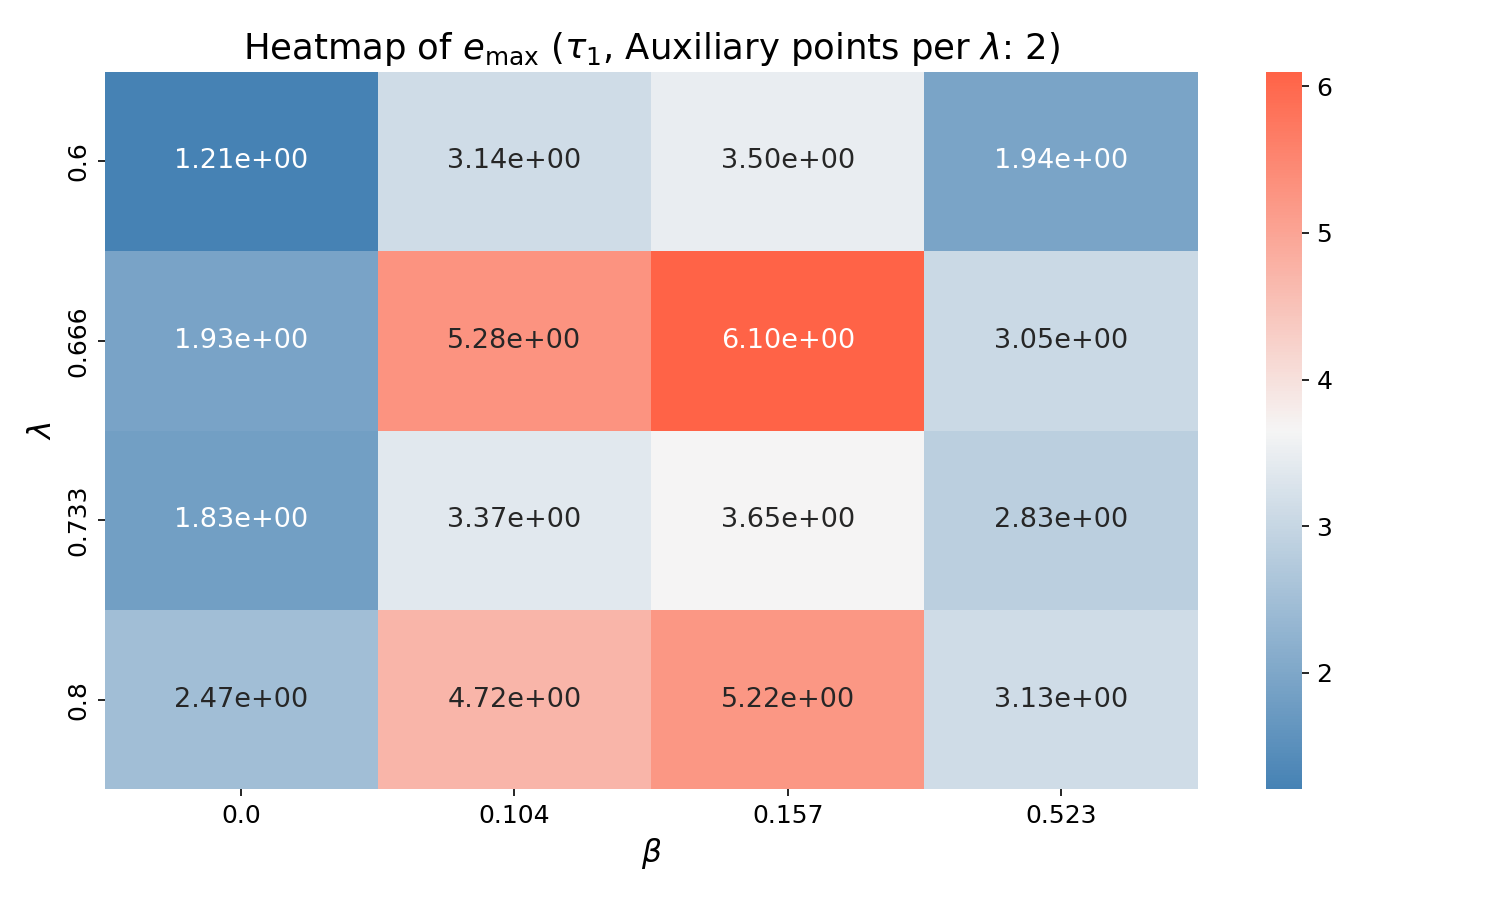 Heatmap of e_max (τ_1, Auxiliary points per λ: 2)
0.6 1.21e+00 3.14e+00 3.50e+00 1.94e+00
0.666 1.93e+00 5.28e+00 6.10e+00 3.05e+00
0.733 1.83e+00 3.37e+00 3.65e+00 2.83e+00
0.8 2.47e+00 4.72e+00 5.22e+00 3.13e+00
λ
0.0 0.104 0.157 0.523
β
6
5
4
3
2